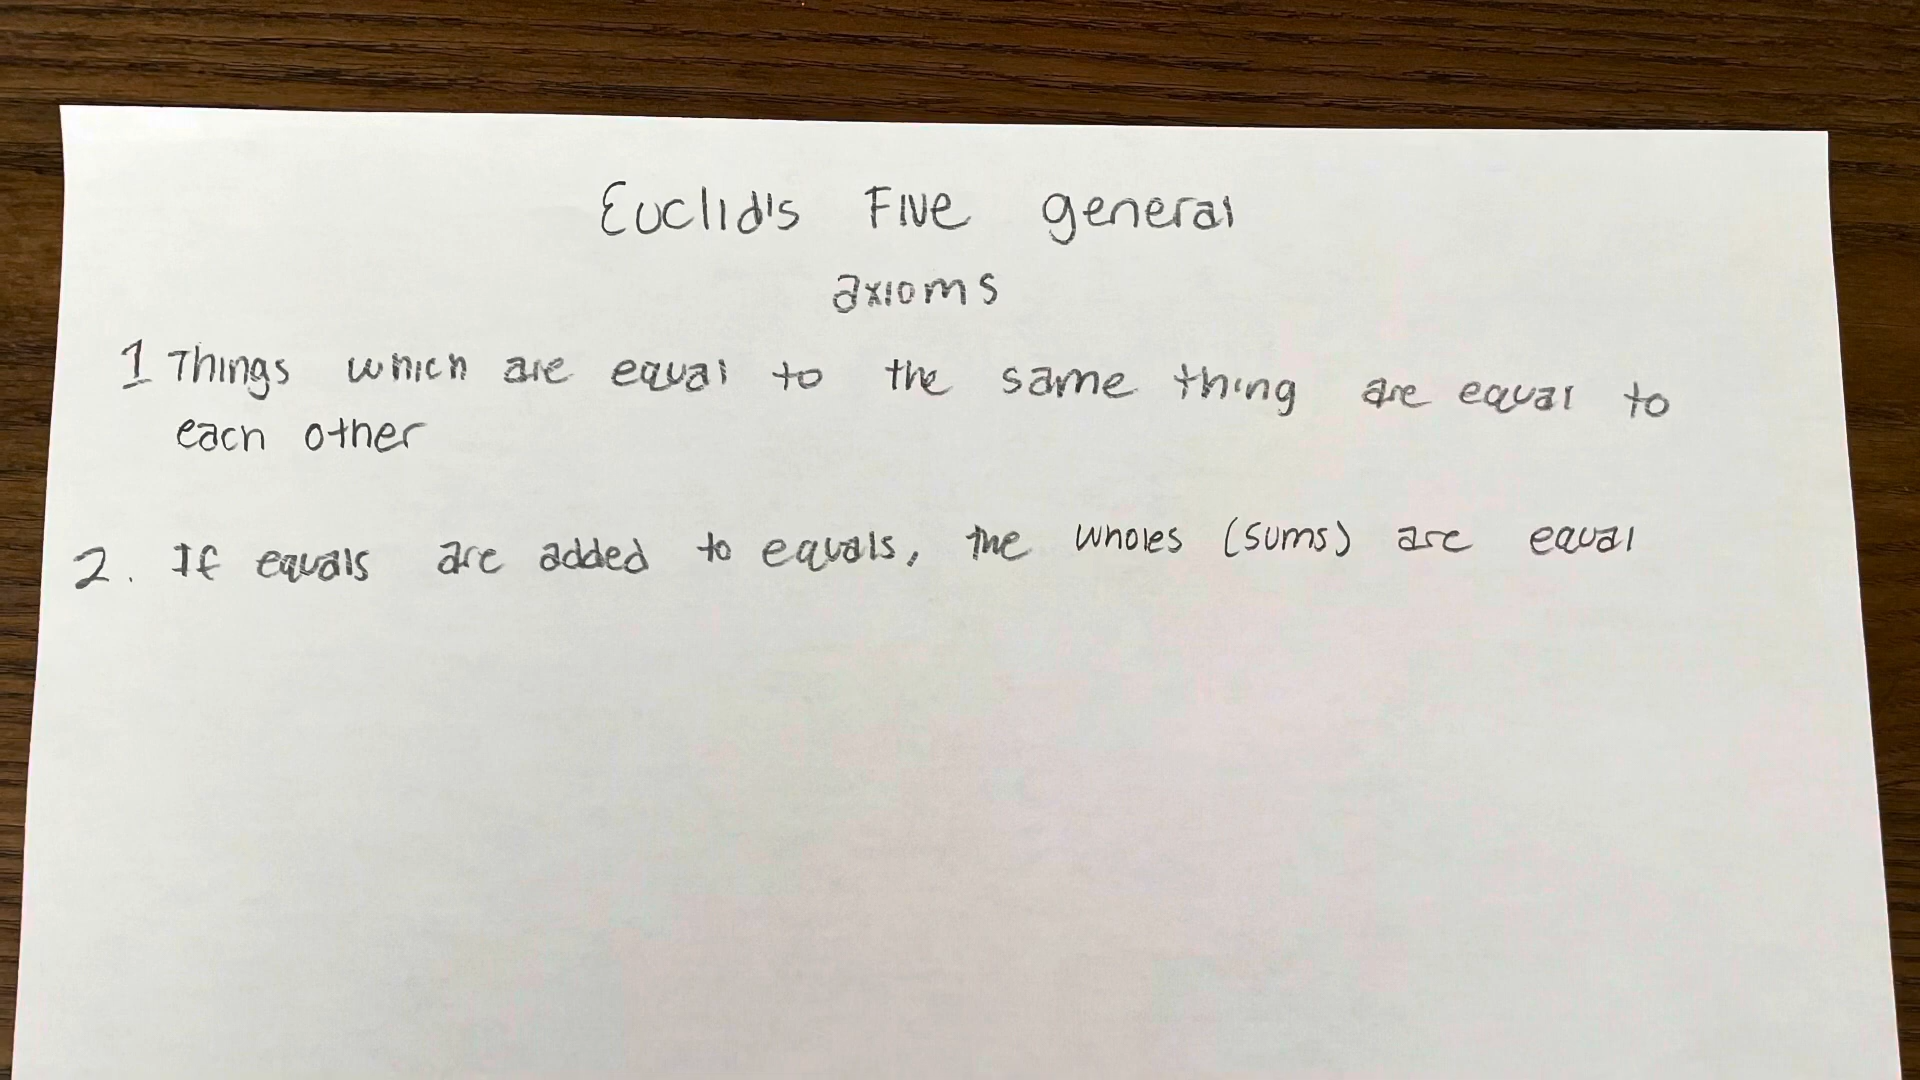 Euclid's Five general
axioms
1 Things which are equal to the same thing are equal to
each other
2. If equals are added to equals, the wholes (sums) are equal